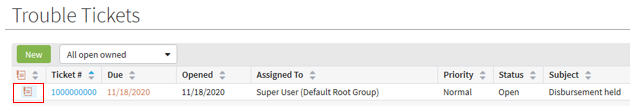 Trouble Tickets
New All open owned
Ticket # Due Opened Assigned To Priority Status Subject
1000000000 11/18/2020 11/18/2020 Super User (Default Root Group) Normal Open Disbursement held